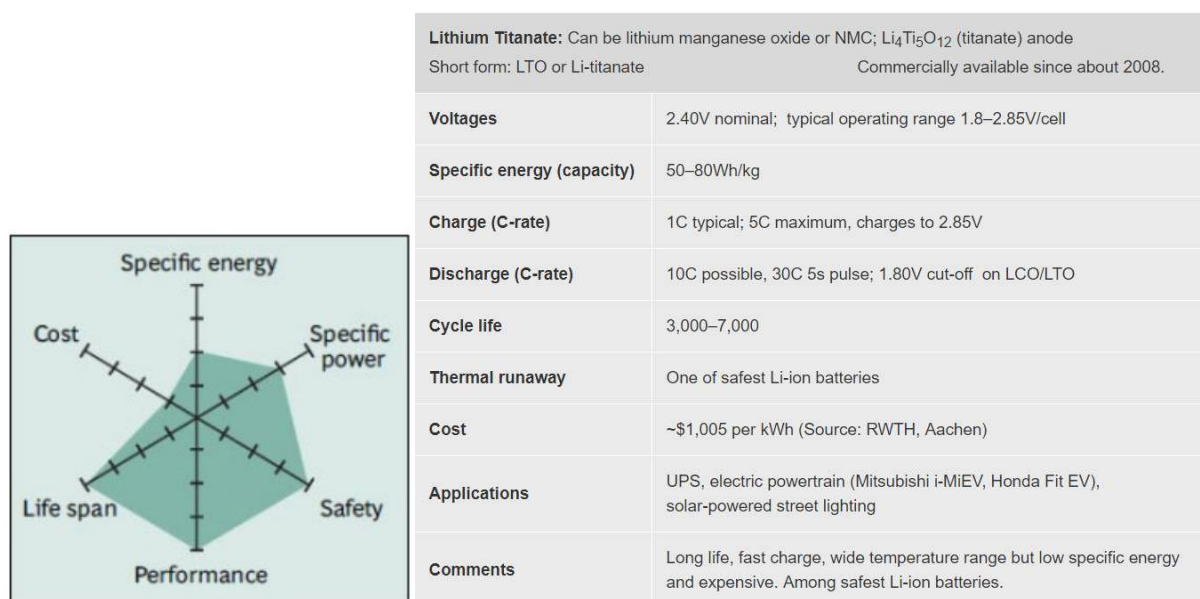 Lithium Titanate: Can be lithium manganese oxide or NMC; Li₄Ti₅O₁₂ (titanate) anode
Short form: LTO or Li-titanate Commercially available since about 2008.
Voltages 2.40V nominal; typical operating range 1.8–2.85V/cell
Specific energy (capacity) 50–80Wh/kg
Charge (C-rate) 1C typical; 5C maximum, charges to 2.85V
Discharge (C-rate) 10C possible, 30C 5s pulse; 1.80V cut-off on LCO/LTO
Cycle life 3,000–7,000
Thermal runaway One of safest Li-ion batteries
Cost ~$1,005 per kWh (Source: RWTH, Aachen)
Applications UPS, electric powertrain (Mitsubishi i-MiEV, Honda Fit EV),
solar-powered street lighting
Comments Long life, fast charge, wide temperature range but low specific energy
and expensive. Among safest Li-ion batteries.
Specific energy
Cost
Specific
power
Life span
Safety
Performance